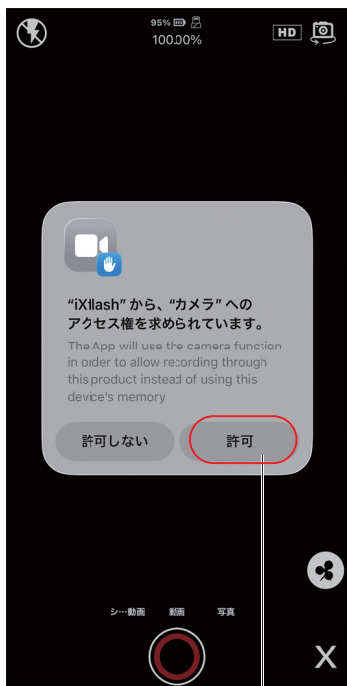 95%
100.00%
HD
“iXflash” から、“カメラ” への
アクセス権を求められています。
The App will use the camera function
in order to allow recording through
this product instead of using this
device's memory
許可しない
許可
シ…動画 動画 写真
X